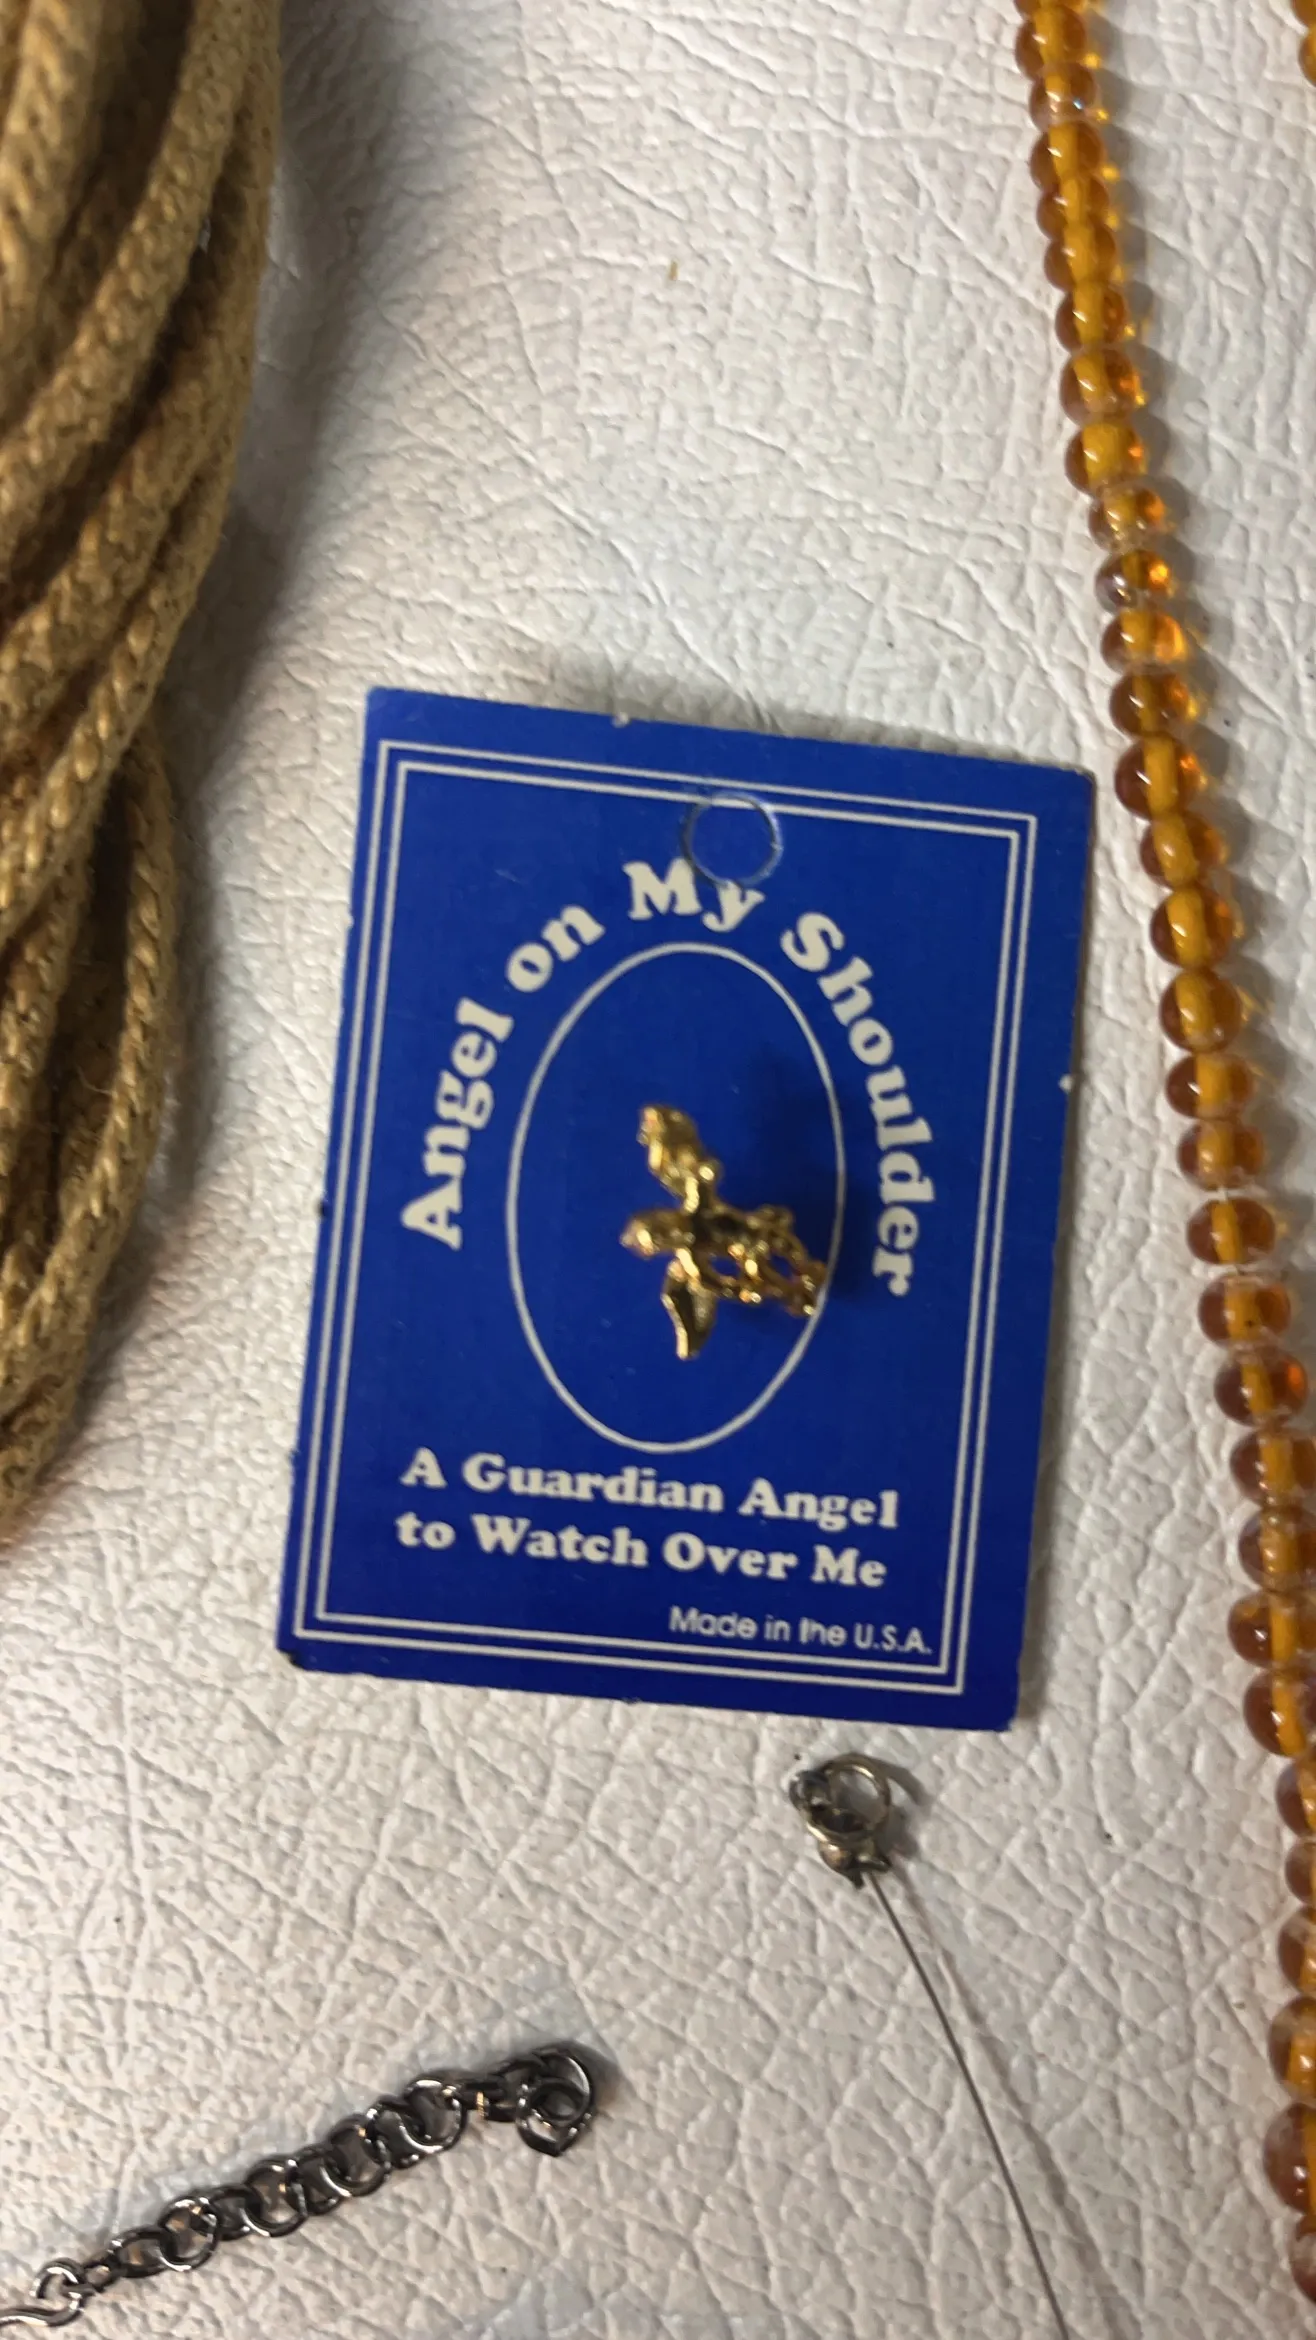 Angel on My Shoulder
A Guardian Angel
to Watch Over Me
Made in the U.S.A.